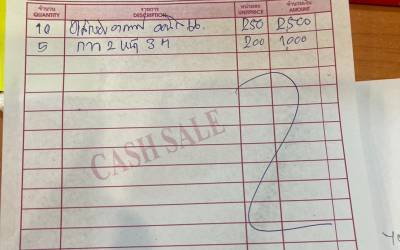 จำนวน รายการ หน่วยละ จำนวนเงิน
QUANTITY DESCRIPTION UNIT PRICE AMOUNT
10 250 2500
5 กาว 2 หน้า 3 M 200 1000
CASH SALE